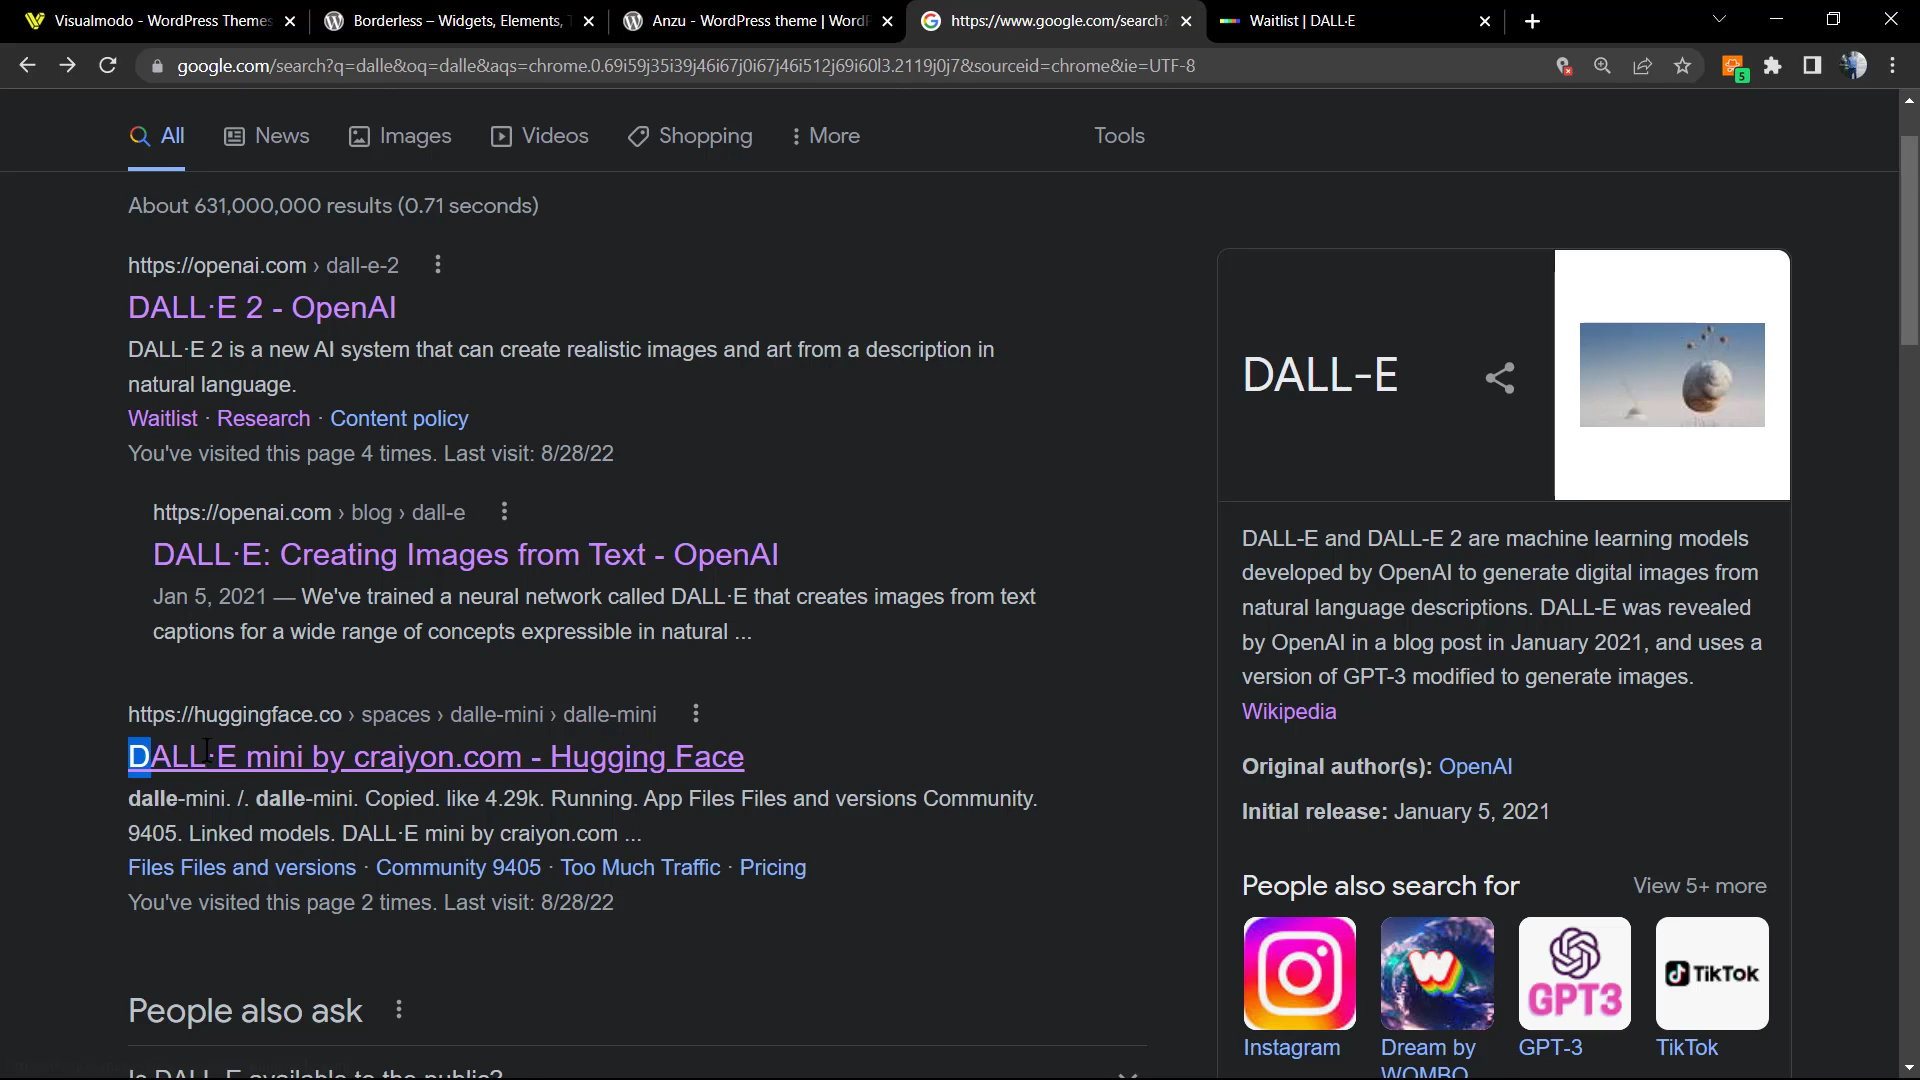 Visualmodo - WordPress Themes
Borderless – Widgets, Elements,
Anzu - WordPress theme | Word
https://www.google.com/search?
Waitlist | DALL·E
google.com/search?q=dalle&oq=dalle&aqs=chrome.0.69i59j35i39j46i67j0i67j46i512j69i60l3.2119j0j7&sourceid=chrome&ie=UTF-8
5
All News Images Videos Shopping More Tools
About 631,000,000 results (0.71 seconds)
https://openai.com › dall-e-2
DALL·E 2 - OpenAI
DALL·E 2 is a new AI system that can create realistic images and art from a description in
natural language.
Waitlist · Research · Content policy
You've visited this page 4 times. Last visit: 8/28/22
https://openai.com › blog › dall-e
DALL·E: Creating Images from Text - OpenAI
Jan 5, 2021 — We've trained a neural network called DALL·E that creates images from text
captions for a wide range of concepts expressible in natural ...
https://huggingface.co › spaces › dalle-mini › dalle-mini
DALL·E mini by craiyon.com - Hugging Face
dalle-mini. /. dalle-mini. Copied. like 4.29k. Running. App Files Files and versions Community.
9405. Linked models. DALL·E mini by craiyon.com ...
Files Files and versions · Community 9405 · Too Much Traffic · Pricing
You've visited this page 2 times. Last visit: 8/28/22
People also ask
Is DALL-E available to the public?
DALL-E
DALL-E and DALL-E 2 are machine learning models
developed by OpenAI to generate digital images from
natural language descriptions. DALL-E was revealed
by OpenAI in a blog post in January 2021, and uses a
version of GPT-3 modified to generate images.
Wikipedia
Original author(s): OpenAI
Initial release: January 5, 2021
People also search for
View 5+ more
W
GPT3
TikTok
Instagram
Dream by
WOMBO
GPT-3
TikTok